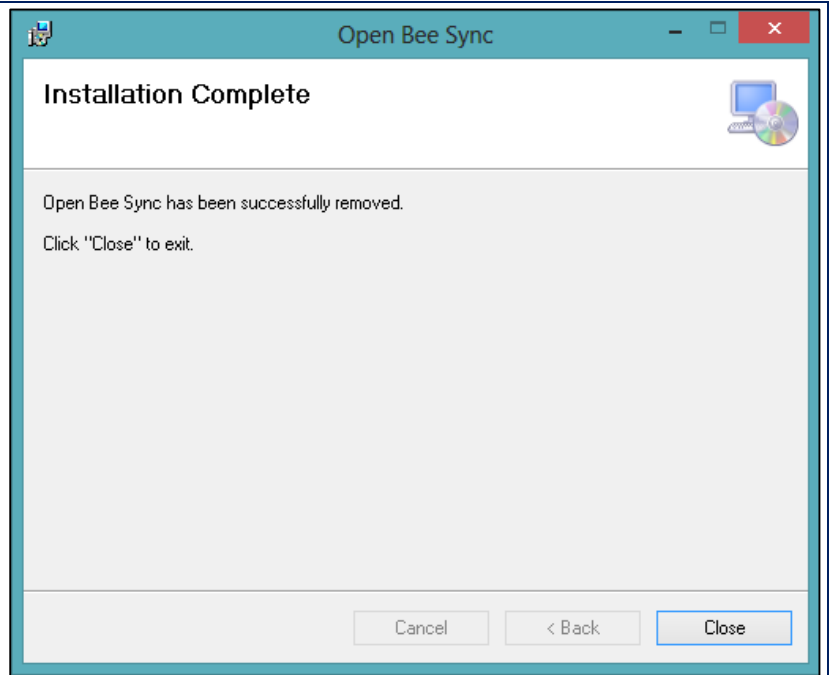 Open Bee Sync
Installation Complete
Open Bee Sync has been successfully removed.
Click "Close" to exit.
Cancel
< Back
Close